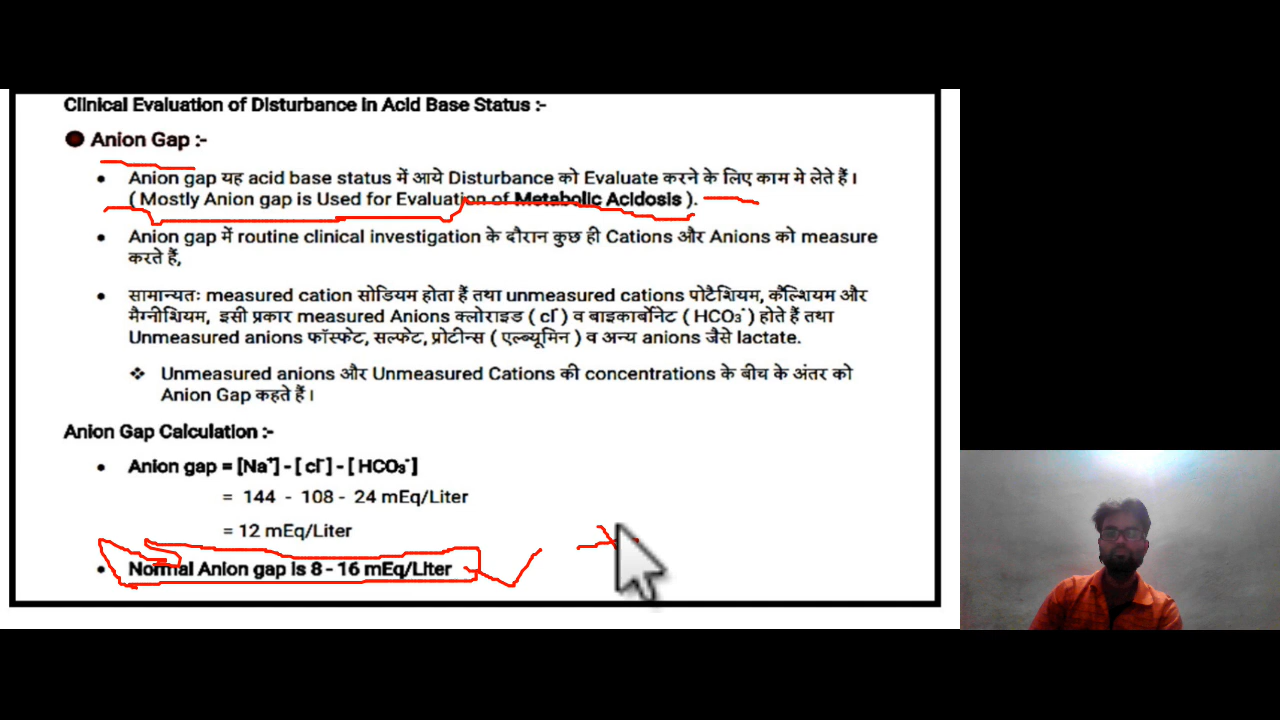 Clinical Evaluation of Disturbance in Acid Base Status :-
● Anion Gap :-
• Anion gap यह acid base status में आये Disturbance को Evaluate करने के लिए काम मे लेते हैं।
( Mostly Anion gap is Used for Evaluation of Metabolic Acidosis ).
• Anion gap में routine clinical investigation के दौरान कुछ ही Cations और Anions को measure
करते हैं,
• सामान्यतः measured cation सोडियम होता हैं तथा unmeasured cations पोटैशियम, कैल्शियम और
मैग्नीशियम, इसी प्रकार measured Anions क्लोराइड ( cl⁻ ) व बाइकार्बोनेट ( HCO₃⁻ ) होते हैं तथा
Unmeasured anions फॉस्फेट, सल्फेट, प्रोटीन्स ( एल्ब्यूमिन ) व अन्य anions जैसे lactate.
❖ Unmeasured anions और Unmeasured Cations की concentrations के बीच के अंतर को
Anion Gap कहते हैं।
Anion Gap Calculation :-
• Anion gap = [Na⁺] - [ cl⁻ ] - [ HCO₃⁻ ]
= 144 - 108 - 24 mEq/Liter
= 12 mEq/Liter
• Normal Anion gap is 8 - 16 mEq/Liter